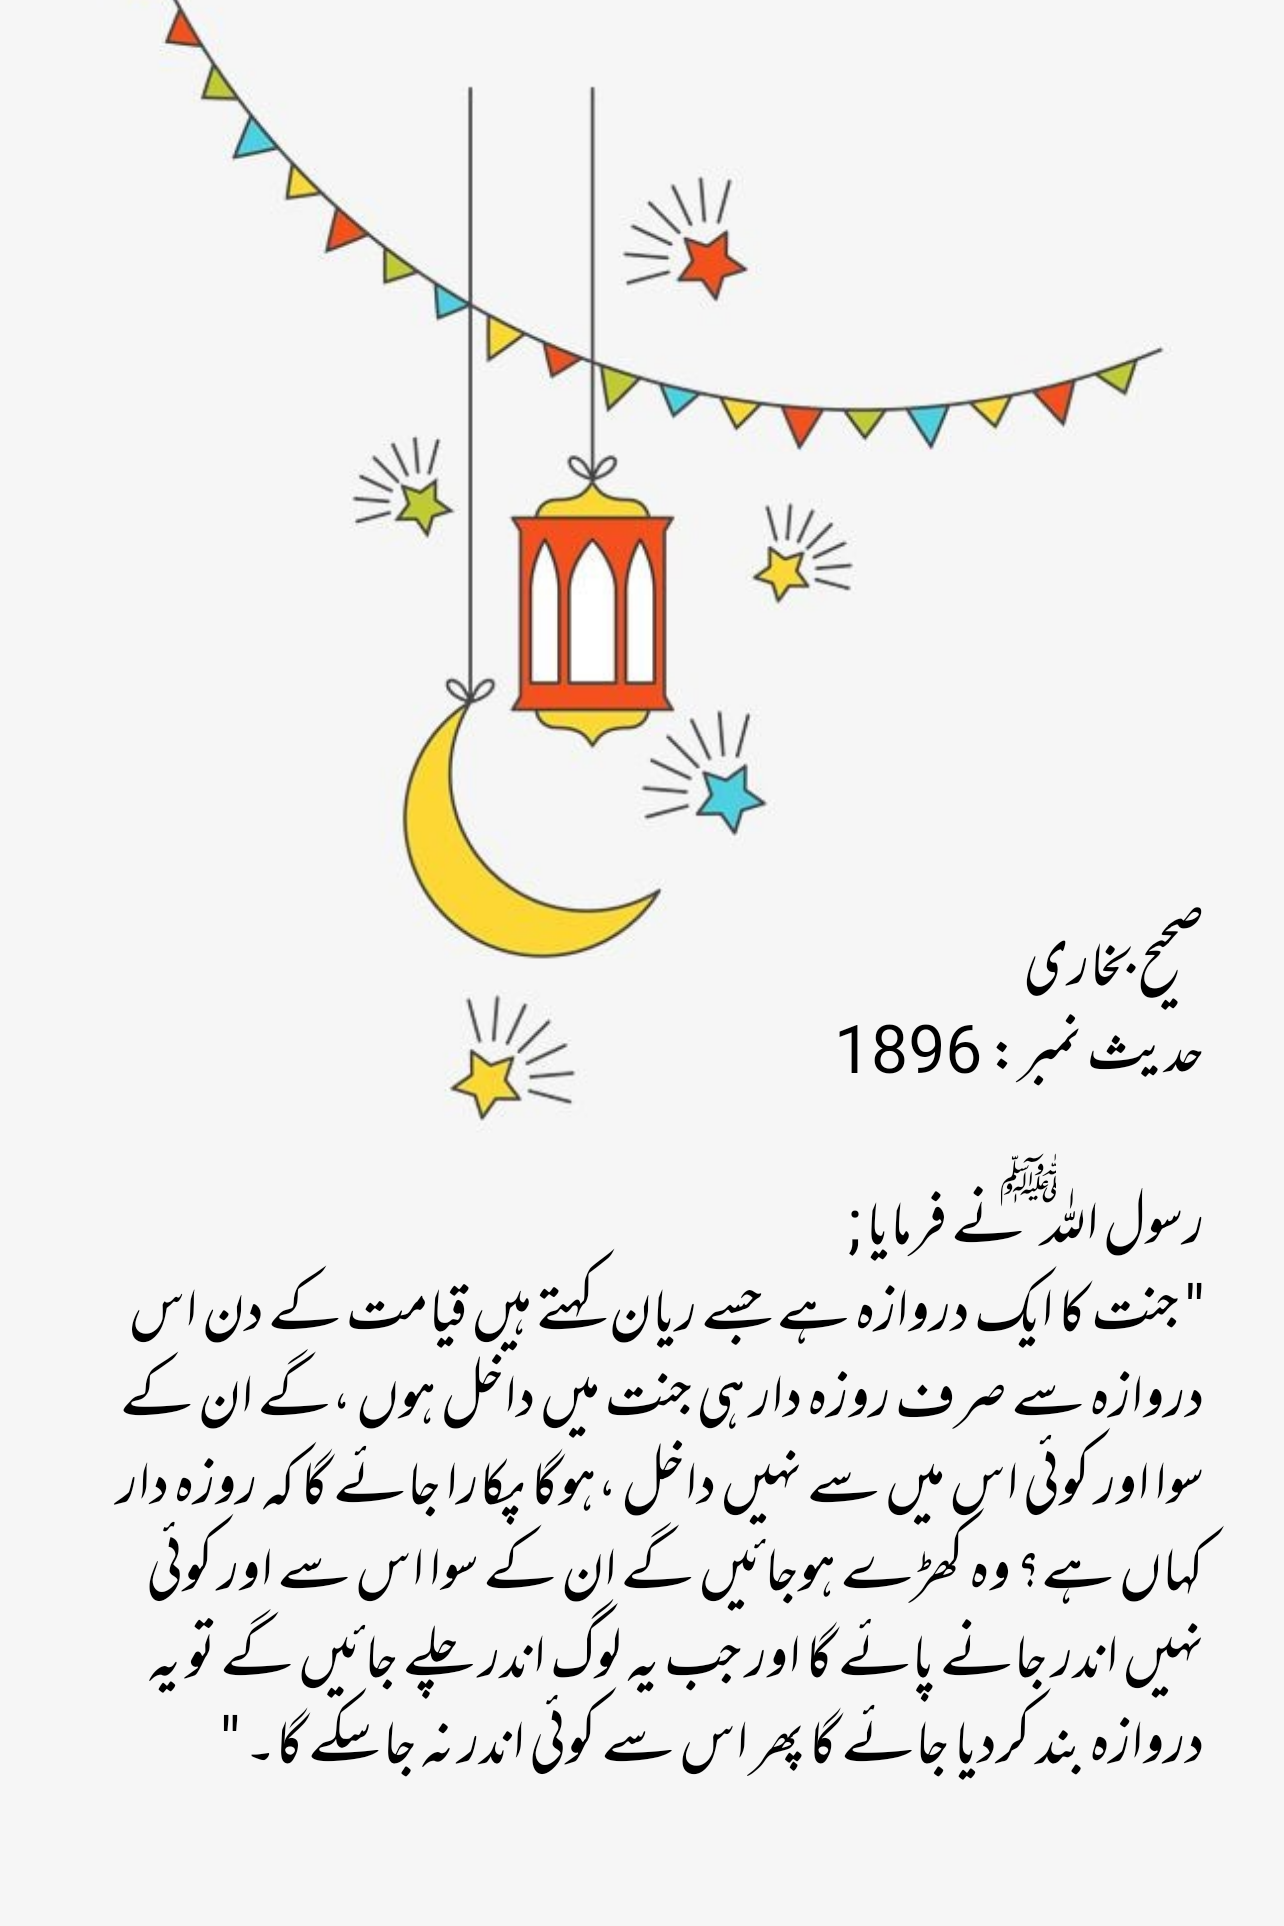 صحیح بخاری
حدیث نمبر : 1896
رسول اللہ ﷺ نے فرمایا;
"جنت کا ایک دروازہ ہے جسے ریان کہتے ہیں قیامت کے دن اس
دروازہ سے صرف روزہ دار ہی جنت میں داخل ہوں ، گے ان کے
سوا اور کوئی اس میں سے نہیں داخل ، ہوگا پکارا جائے گا کہ روزہ دار
کہاں ہے ؟ وہ کھڑے ہوجائیں گے ان کے سوا اس سے اور کوئی
نہیں اندر جانے پائے گا اور جب یہ لوگ اندر چلے جائیں گے تو یہ
دروازہ بند کردیا جائے گا پھر اس سے کوئی اندر نہ جا سکے گا۔ "